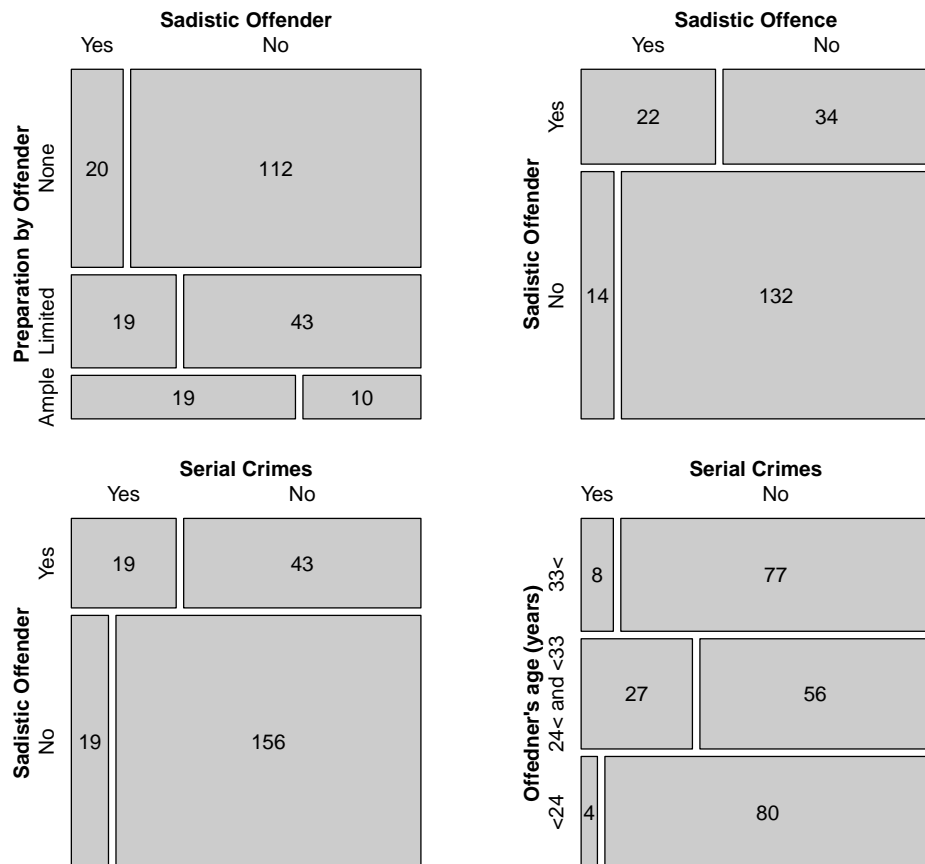 Sadistic Offender
Yes No
Preparation by Offender
None
Limited
Ample
20 112
19 43
19 10
Sadistic Offence
Yes No
Sadistic Offender
Yes
No
22 34
14 132
Serial Crimes
Yes No
Sadistic Offender
Yes
No
19 43
19 156
Serial Crimes
Yes No
Offedner's age (years)
33<
24< and <33
<24
8 77
27 56
4 80